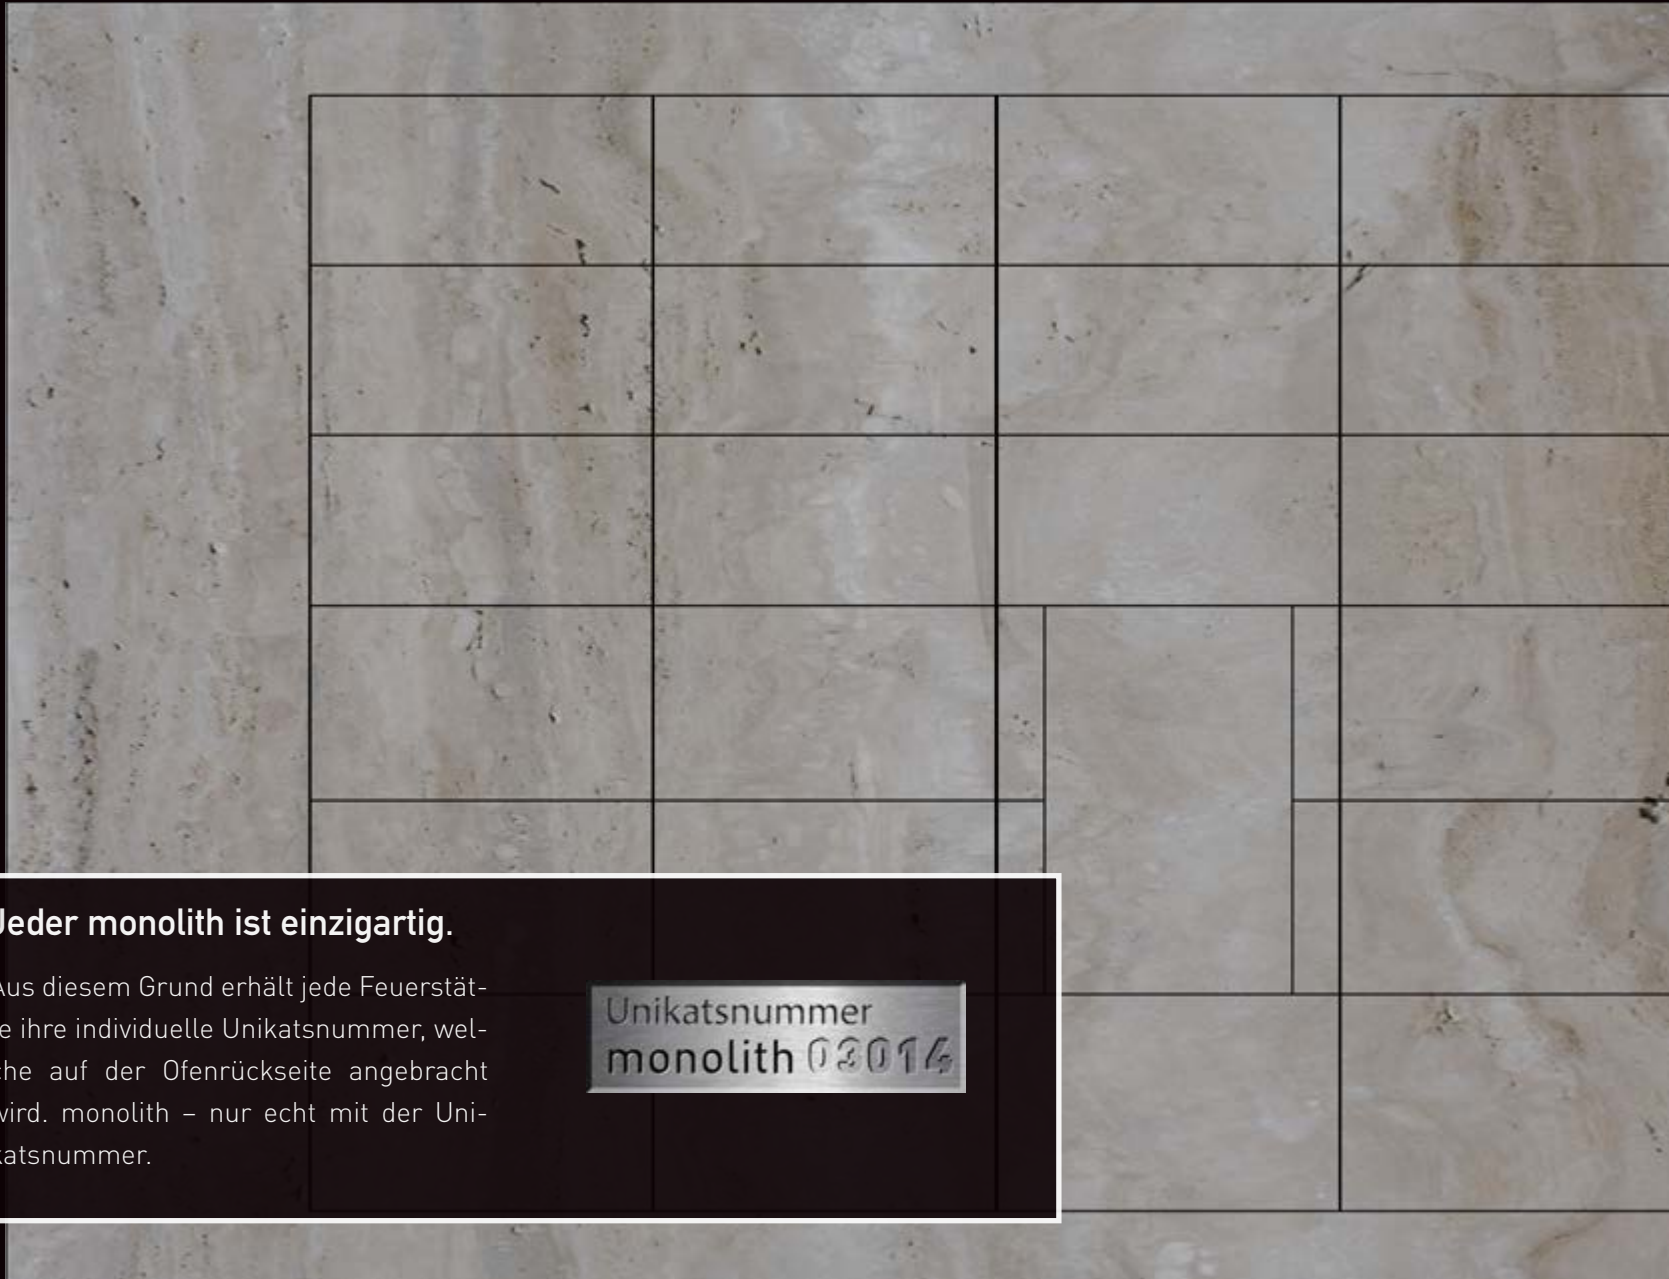 Jeder monolith ist einzigartig.
Aus diesem Grund erhält jede Feuerstät-
te ihre individuelle Unikatsnummer, wel-
che auf der Ofenrückseite angebracht
wird. monolith – nur echt mit der Uni-
katsnummer.
Unikatsnummer
monolith 03014